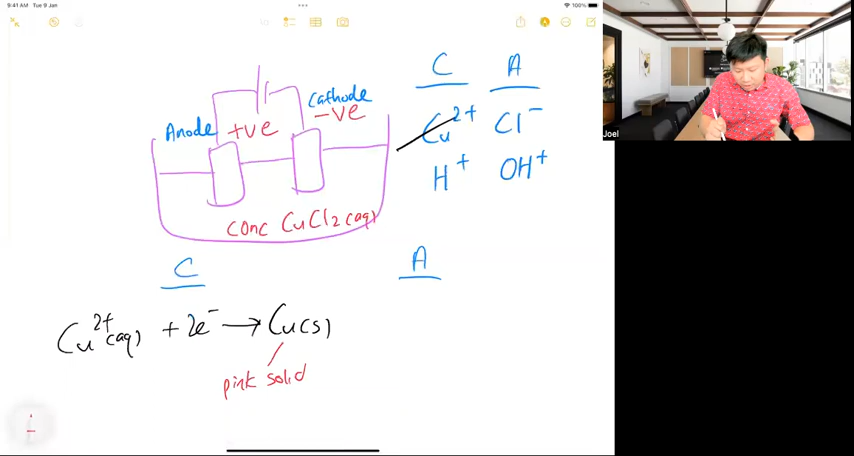 9:41 AM Tue 9 Jan
100%
C A
Cathode
-ve
Anode +ve
Cu2+ Cl-
H+ OH+
conc CuCl2(aq)
C A
Cu2+(aq) + 2e- → Cu(s)
pink solid
Joel